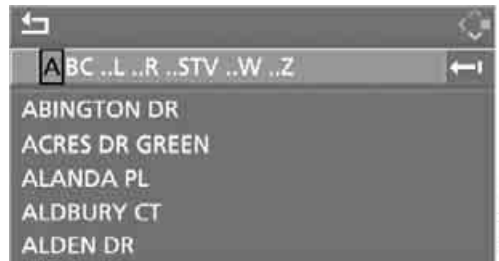 ABC ..L ..R ..STV ..W ..Z
ABINGTON DR
ACRES DR GREEN
ALANDA PL
ALDBURY CT
ALDEN DR